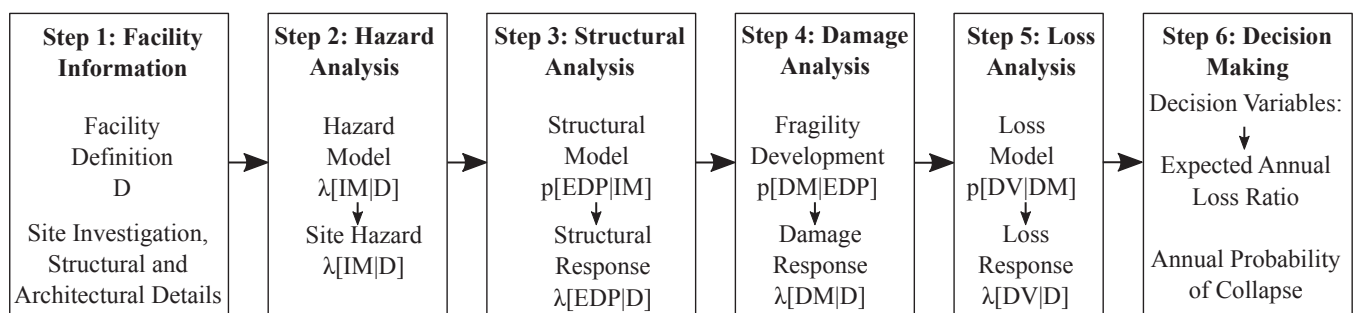 Step 1: Facility
Information
Facility
Definition
D
Site Investigation,
Structural and
Architectural Details
Step 2: Hazard
Analysis
Hazard
Model
λ[IM|D]
Site Hazard
λ[IM|D]
Step 3: Structural
Analysis
Structural
Model
p[EDP|IM]
Structural
Response
λ[EDP|D]
Step 4: Damage
Analysis
Fragility
Development
p[DM|EDP]
Damage
Response
λ[DM|D]
Step 5: Loss
Analysis
Loss
Model
p[DV|DM]
Loss
Response
λ[DV|D]
Step 6: Decision
Making
Decision Variables:
Expected Annual
Loss Ratio
Annual Probability
of Collapse